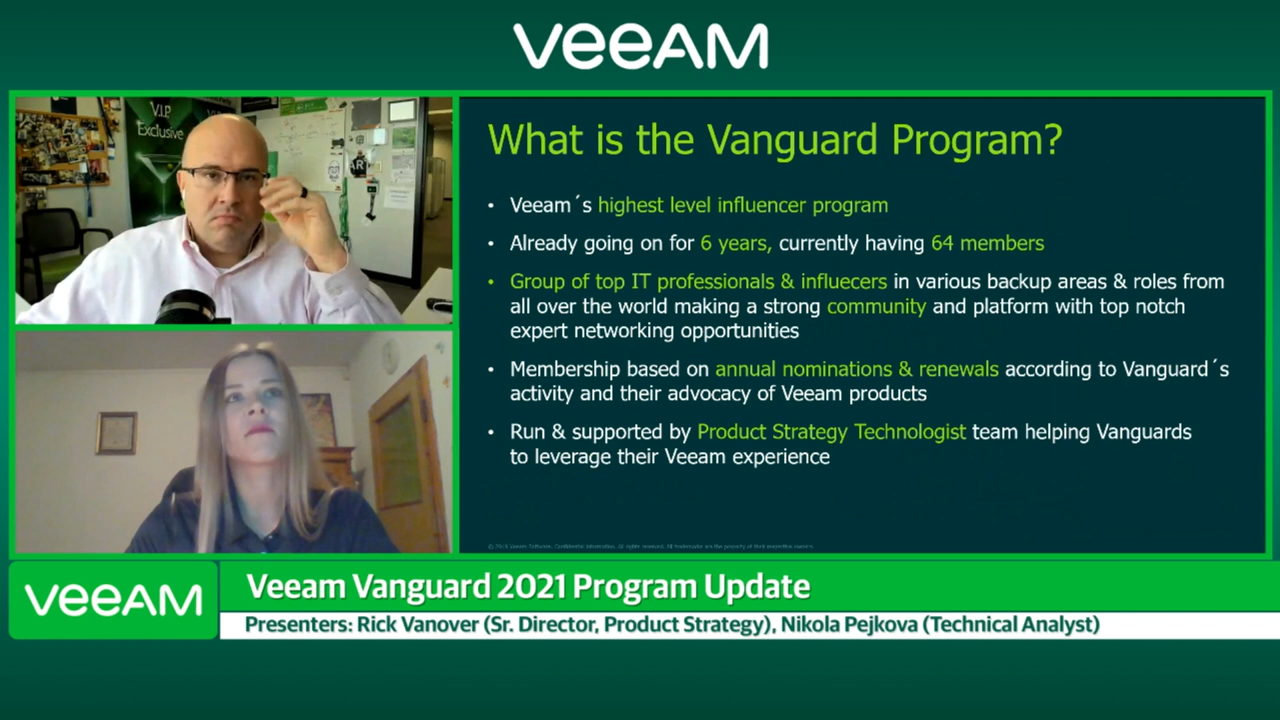 veeAM
V.I.P
Exclusive
What is the Vanguard Program?
• Veeam´s highest level influencer program
• Already going on for 6 years, currently having 64 members
• Group of top IT professionals & influecers in various backup areas & roles from
all over the world making a strong community and platform with top notch
expert networking opportunities
• Membership based on annual nominations & renewals according to Vanguard´s
activity and their advocacy of Veeam products
• Run & supported by Product Strategy Technologist team helping Vanguards
to leverage their Veeam experience
veeAM
Veeam Vanguard 2021 Program Update
Presenters: Rick Vanover (Sr. Director, Product Strategy), Nikola Pejkova (Technical Analyst)